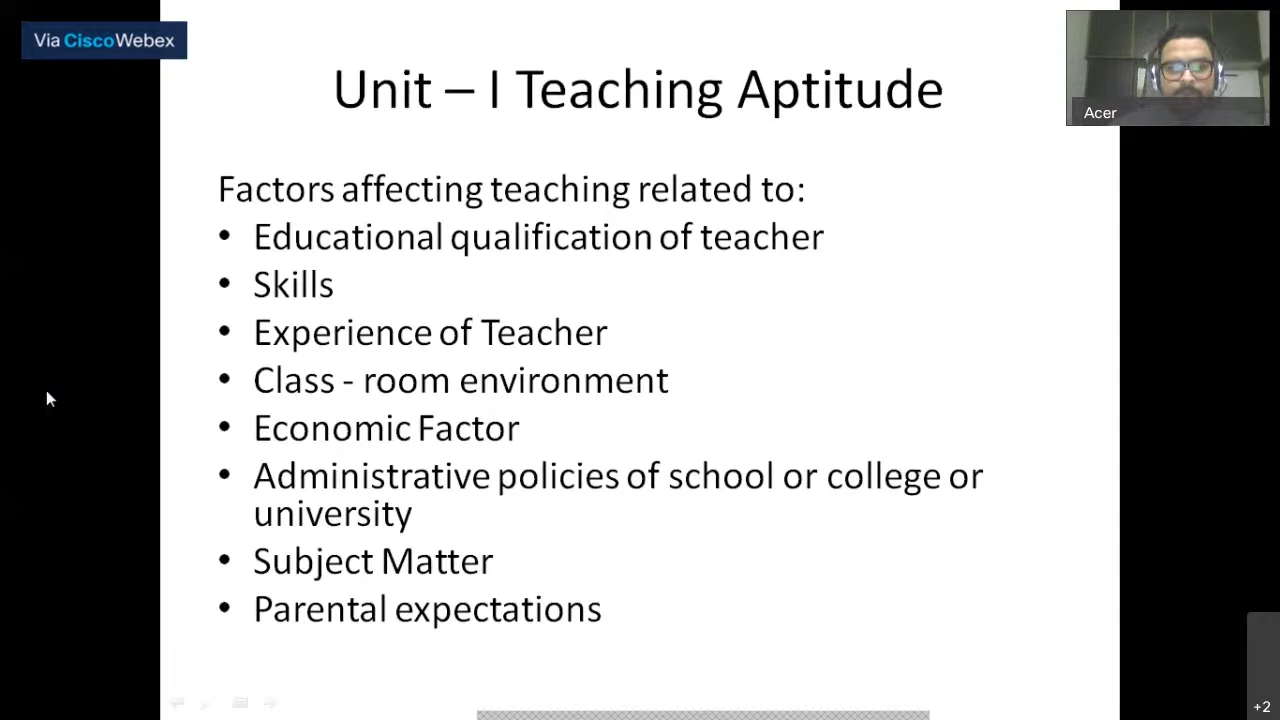 Via CiscoWebex
Unit – I Teaching Aptitude
Acer
Factors affecting teaching related to:
• Educational qualification of teacher
• Skills
• Experience of Teacher
• Class - room environment
• Economic Factor
• Administrative policies of school or college or
university
• Subject Matter
• Parental expectations
+2